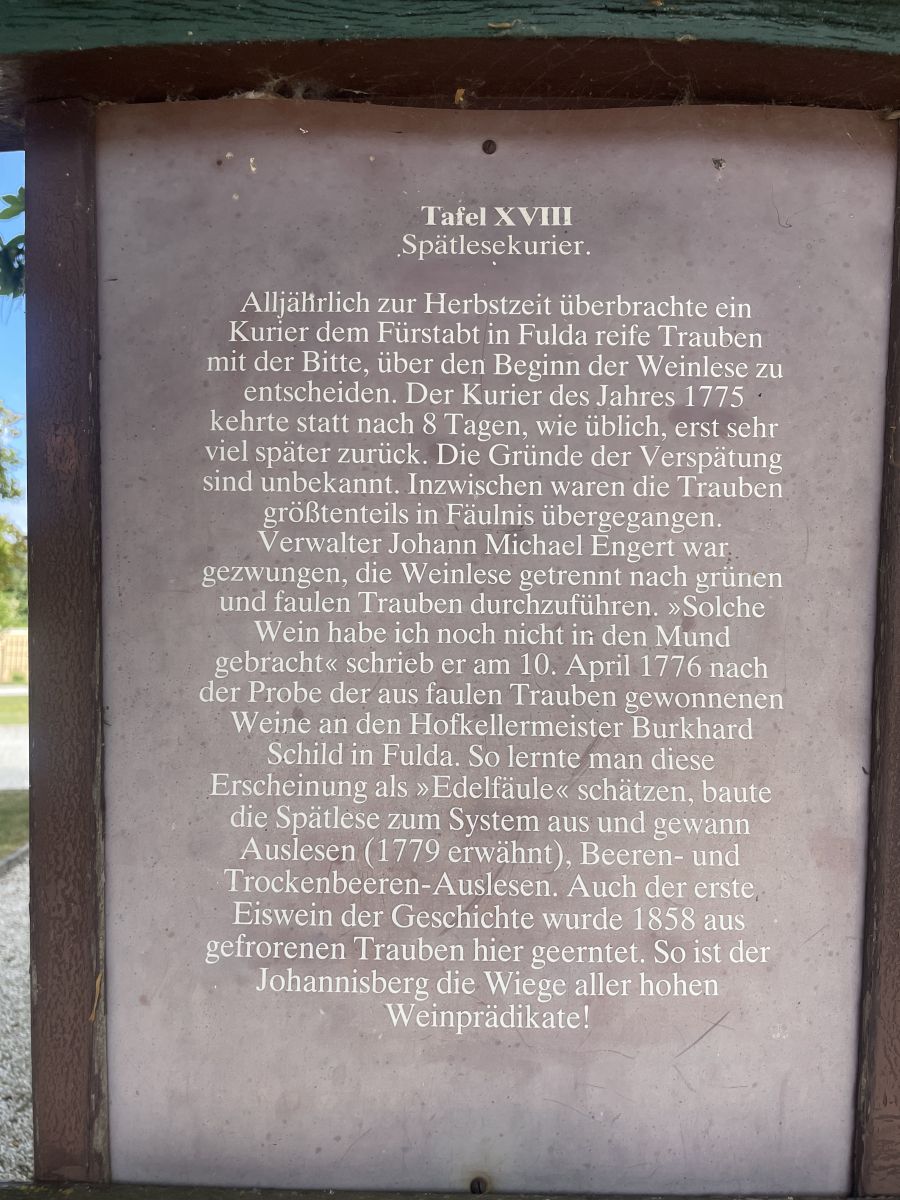 Tafel XVIII
Spätlesekurier.
Alljährlich zur Herbstzeit überbrachte ein
Kurier dem Fürstabt in Fulda reife Trauben
mit der Bitte, über den Beginn der Weinlese zu
entscheiden. Der Kurier des Jahres 1775
kehrte statt nach 8 Tagen, wie üblich, erst sehr
viel später zurück. Die Gründe der Verspätung
sind unbekannt. Inzwischen waren die Trauben
größtenteils in Fäulnis übergegangen.
Verwalter Johann Michael Engert war
gezwungen, die Weinlese getrennt nach grünen
und faulen Trauben durchzuführen. »Solche
Wein habe ich noch nicht in den Mund
gebracht« schrieb er am 10. April 1776 nach
der Probe der aus faulen Trauben gewonnenen
Weine an den Hofkellermeister Burkhard
Schild in Fulda. So lernte man diese
Erscheinung als »Edelfäule« schätzen, baute
die Spätlese zum System aus und gewann
Auslesen (1779 erwähnt), Beeren- und
Trockenbeeren-Auslesen. Auch der erste
Eiswein der Geschichte wurde 1858 aus
gefrorenen Trauben hier geerntet. So ist der
Johannisberg die Wiege aller hohen
Weinprädikate!